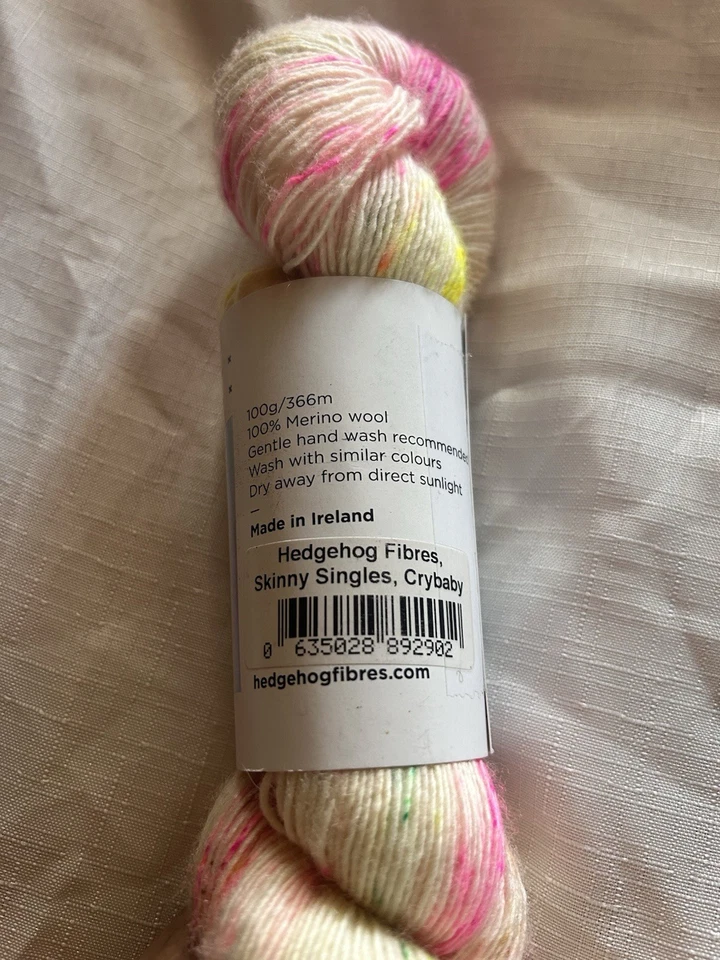 100g/366m
100% Merino wool
Gentle hand wash recommended
Wash with similar colours
Dry away from direct sunlight
—
Made in Ireland
Hedgehog Fibres,
Skinny Singles, Crybaby
0 635028 892902
hedgehogfibres.com